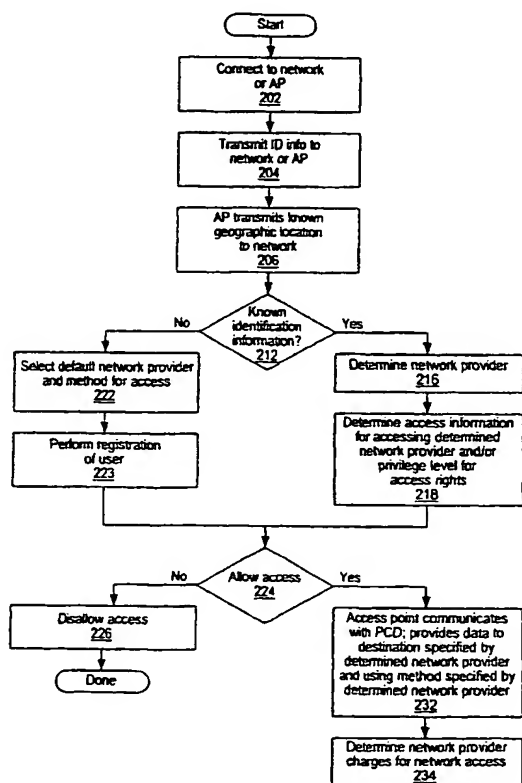 Start
Connect to network
or AP
202
Transmit ID info to
network or AP
204
AP transmits known
geographic location
to network
206
Known
identification
information?
212
No
Yes
Select default network provider
and method for access
222
Perform registration
of user
223
Determine network provider
216
Determine access information
for accessing determined
network provider and/or
privilege level for
access rights
218
Allow access
224
No
Yes
Disallow access
226
Done
Access point communicates
with PCD; provides data to
destination specified by
determined network provider
and using method specified by
determined network provider
232
Determine network provider
charges for network access
234